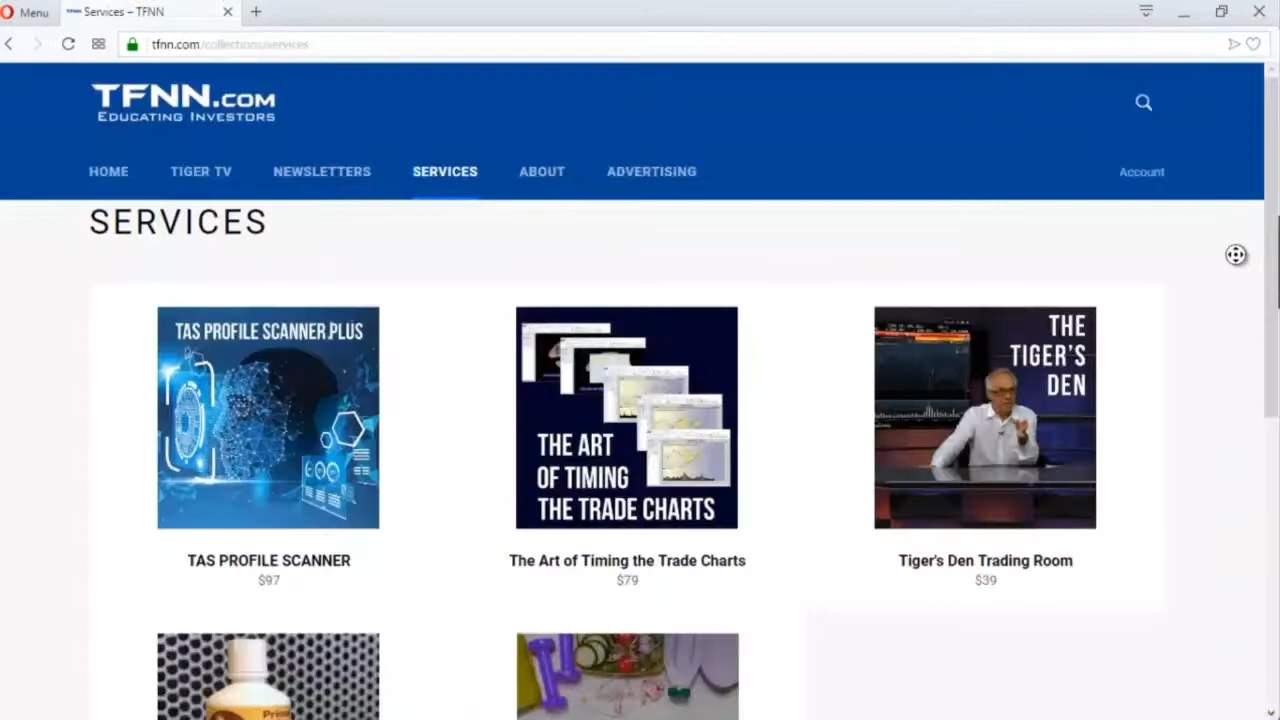 Menu
Services – TFNN
tfnn.com/collections/services
TFNN.COM
EDUCATING INVESTORS
HOME
TIGER TV
NEWSLETTERS
SERVICES
ABOUT
ADVERTISING
Account
SERVICES
TAS PROFILE SCANNER.PLUS
THE ART
OF TIMING
THE TRADE CHARTS
THE
TIGER'S
DEN
TAS PROFILE SCANNER
$97
The Art of Timing the Trade Charts
$79
Tiger's Den Trading Room
$39